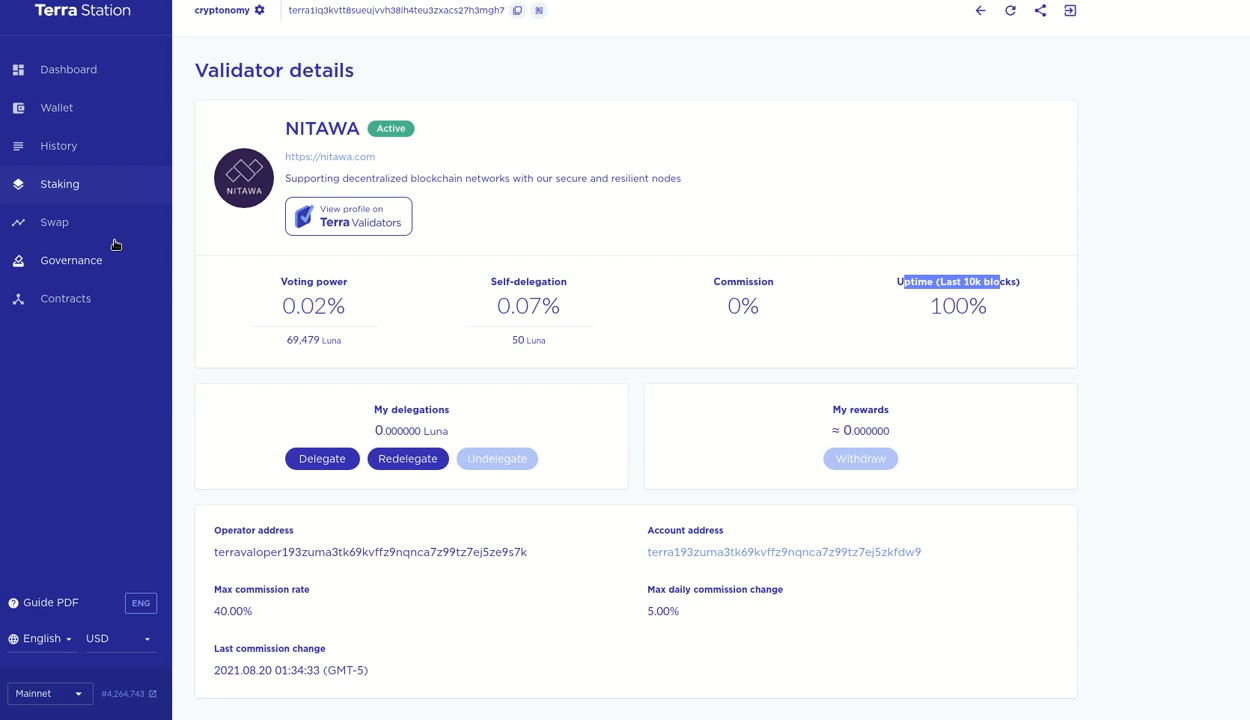 Terra Station
cryptonomy
terra1lq3kvtt8sueujvvh38lh4teu3zxacs27h3mgh7
Dashboard
Wallet
History
Staking
Swap
Governance
Contracts
Guide PDF
ENG
English
USD
Mainnet
#4,264,743
Validator details
NITAWA
NITAWA Active
https://nitawa.com
Supporting decentralized blockchain networks with our secure and resilient nodes
View profile on
Terra Validators
Voting power
0.02%
69,479 Luna
Self-delegation
0.07%
50 Luna
Commission
0%
Uptime (Last 10k blocks)
100%
My delegations
0.000000 Luna
Delegate Redelegate Undelegate
My rewards
≈ 0.000000
Withdraw
Operator address
terravaloper193zuma3tk69kvffz9nqnca7z99tz7ej5ze9s7k
Account address
terra193zuma3tk69kvffz9nqnca7z99tz7ej5zkfdw9
Max commission rate
40.00%
Max daily commission change
5.00%
Last commission change
2021.08.20 01:34:33 (GMT-5)